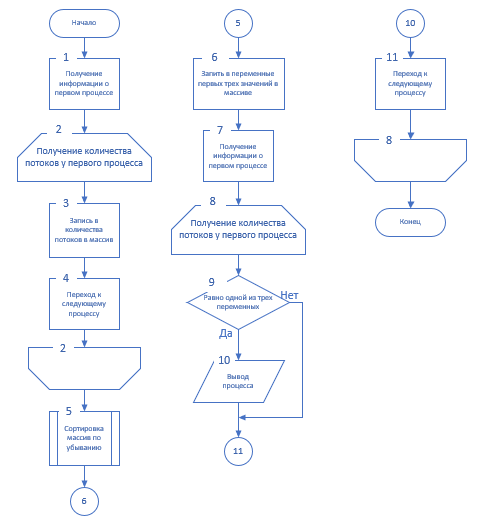 Начало
1
Получение
информации о
первом процессе
2
Получение количества
потоков у первого процесса
3
Запись в
количества
потоков в массив
4
Переход к
следующему
процессу
2
5
Сортировка
массив по
убыванию
6
5
6
Запить в переменные
первых трех значений в
массиве
7
Получение
информации о
первом процессе
8
Получение количества
потоков у первого процесса
9
Равно одной из трех
переменных
Нет
Да
10
Вывод
процесса
11
10
11
Переход к
следующему
процессу
8
Конец